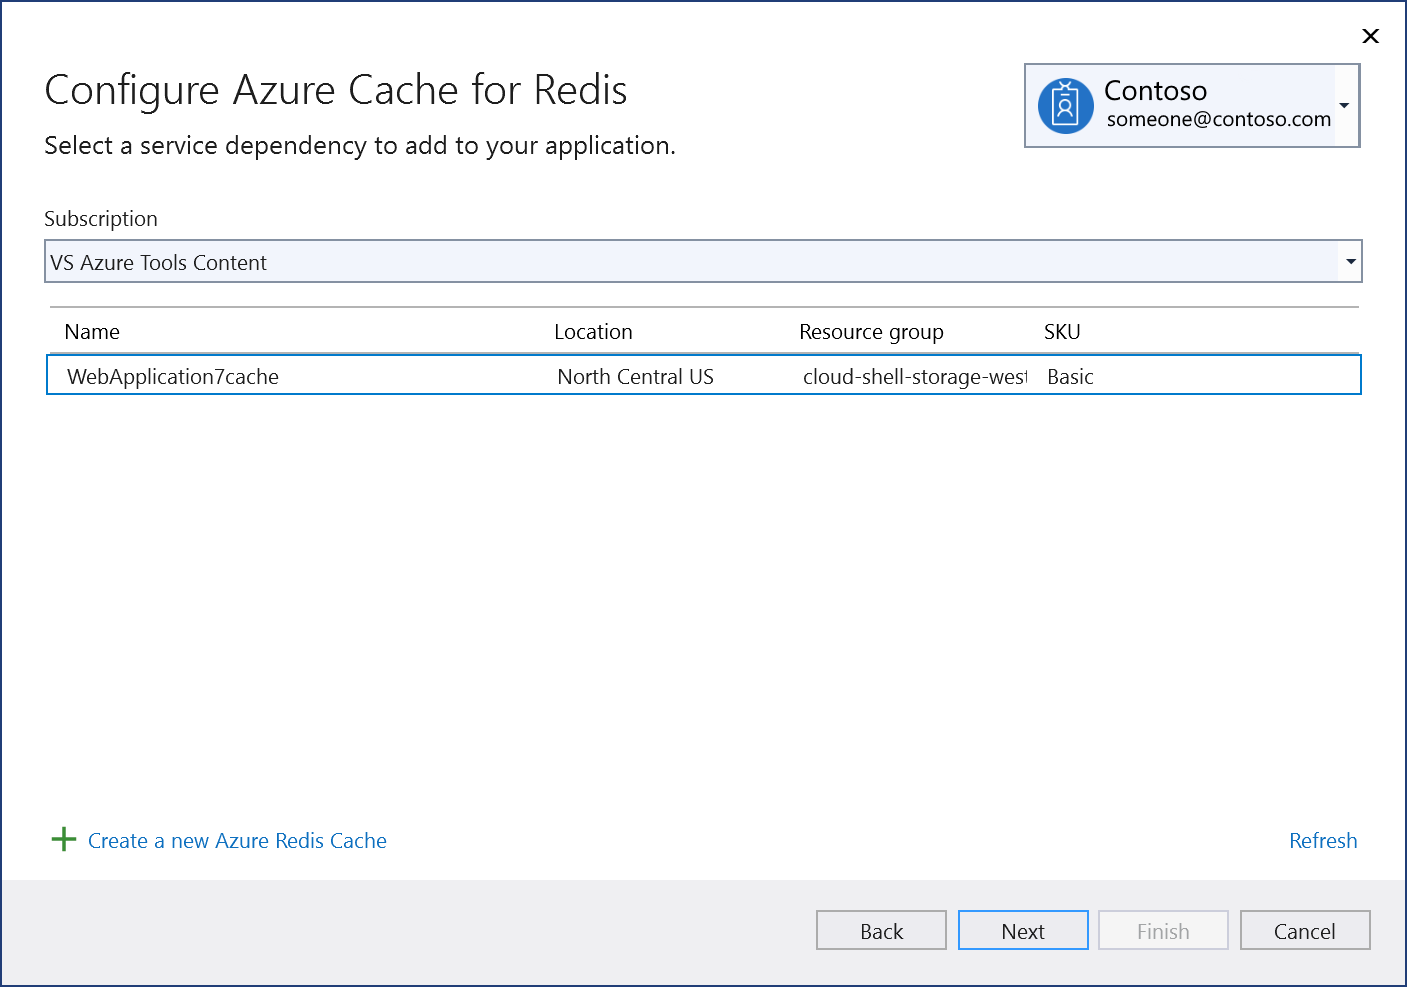 Configure Azure Cache for Redis
Select a service dependency to add to your application.
Contoso
someone@contoso.com
Subscription
VS Azure Tools Content
Name Location Resource group SKU
WebApplication7cache North Central US cloud-shell-storage-west Basic
Create a new Azure Redis Cache Refresh
Back Next Finish Cancel